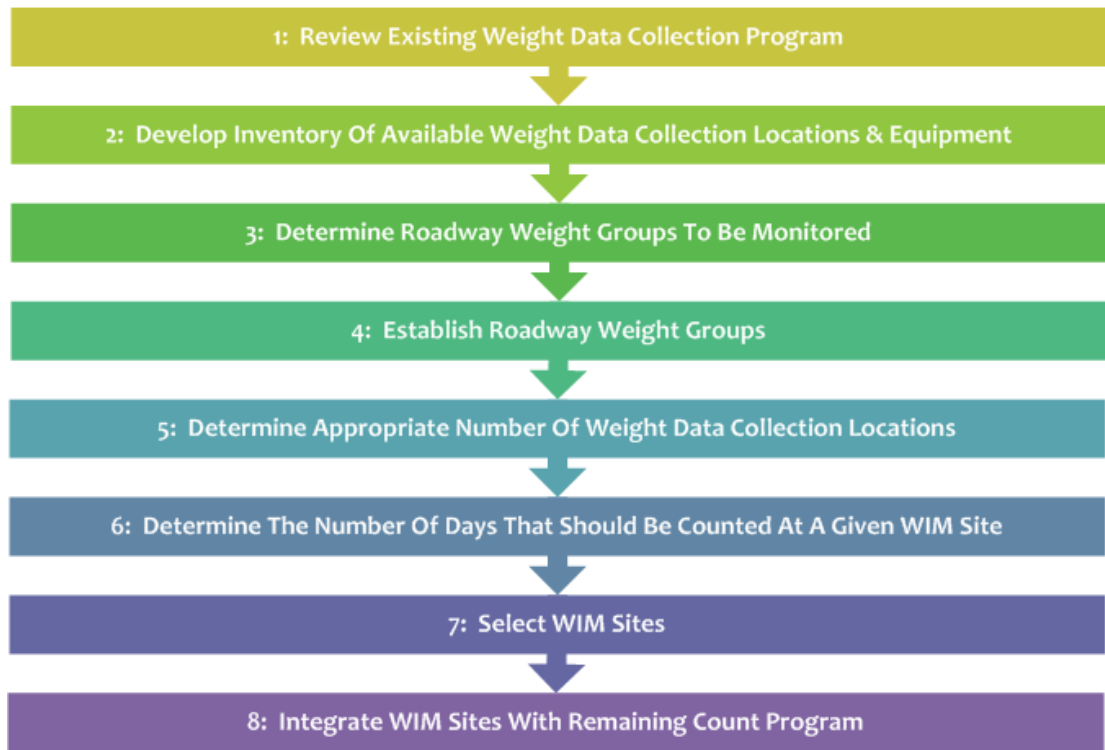 1: Review Existing Weight Data Collection Program
2: Develop Inventory Of Available Weight Data Collection Locations & Equipment
3: Determine Roadway Weight Groups To Be Monitored
4: Establish Roadway Weight Groups
5: Determine Appropriate Number Of Weight Data Collection Locations
6: Determine The Number Of Days That Should Be Counted At A Given WIM Site
7: Select WIM Sites
8: Integrate WIM Sites With Remaining Count Program